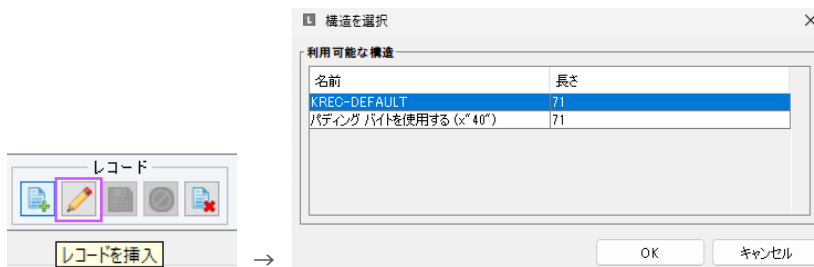 構造を選択
利用可能な構造
名前 長さ
KREC-DEFAULT 71
パディング バイトを使用する (x"40") 71
レコード
レコードを挿入
→
OK キャンセル